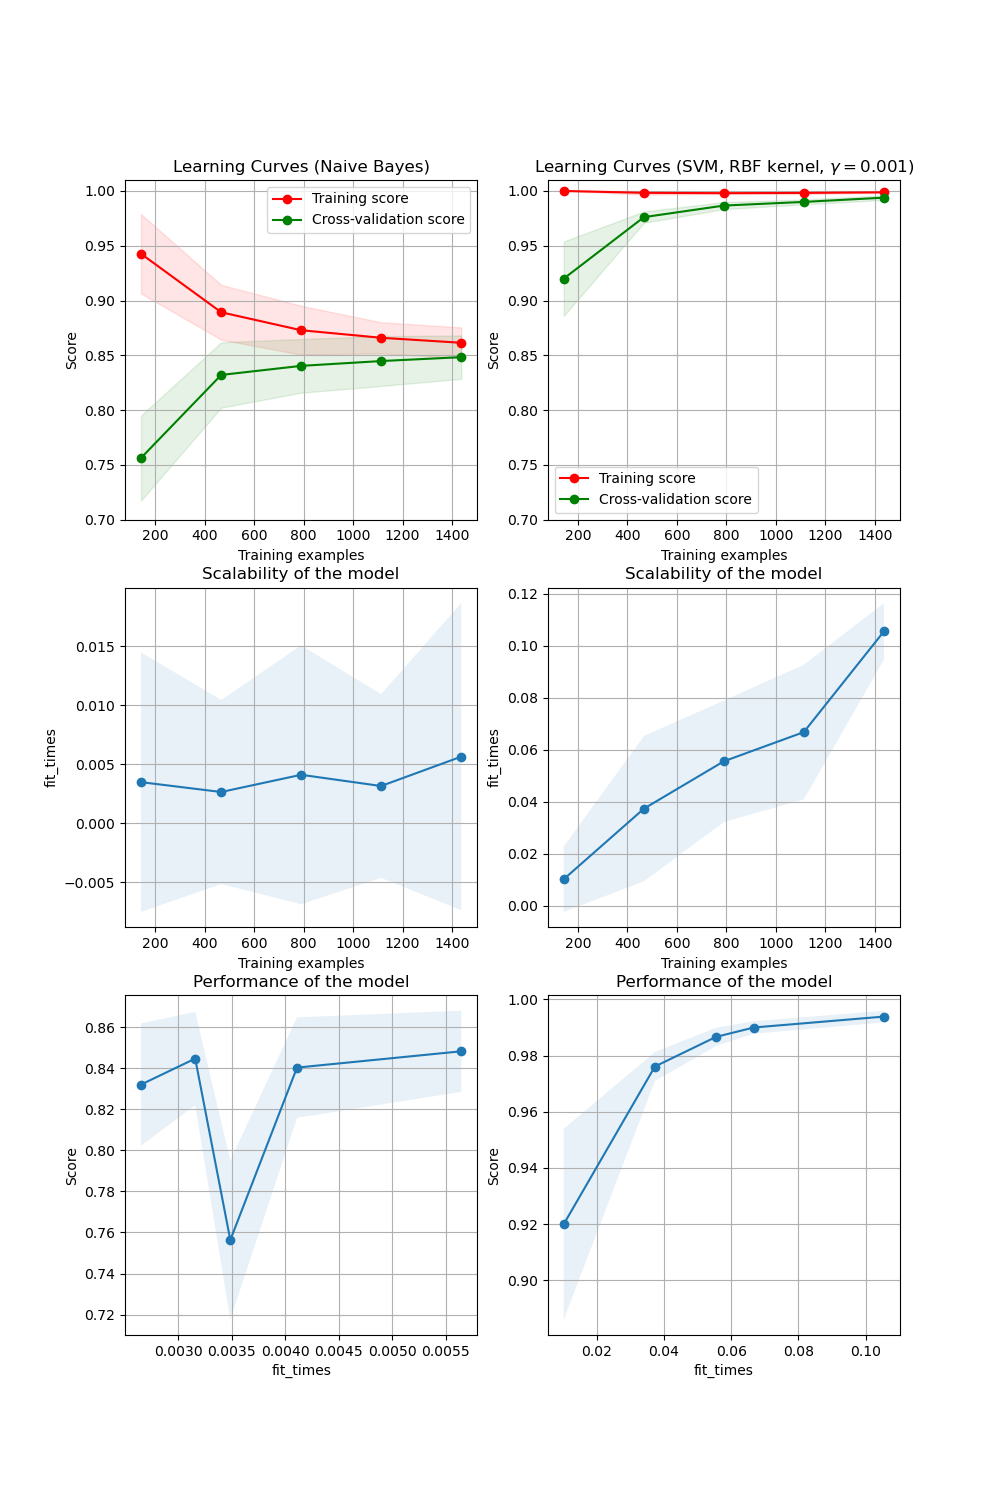 Learning Curves (Naive Bayes)
Learning Curves (SVM, RBF kernel, γ = 0.001)
1.00
0.95
0.90
0.85
0.80
0.75
0.70
Score
Training score
Cross-validation score
200 400 600 800 1000 1200 1400
Training examples
1.00
0.95
0.90
0.85
0.80
0.75
0.70
Score
Training score
Cross-validation score
200 400 600 800 1000 1200 1400
Training examples
Scalability of the model
0.015
0.010
0.005
0.000
−0.005
fit_times
200 400 600 800 1000 1200 1400
Training examples
Scalability of the model
0.12
0.10
0.08
0.06
0.04
0.02
0.00
fit_times
200 400 600 800 1000 1200 1400
Training examples
Performance of the model
0.86
0.84
0.82
0.80
0.78
0.76
0.74
0.72
Score
0.0030 0.0035 0.0040 0.0045 0.0050 0.0055
fit_times
Performance of the model
1.00
0.98
0.96
0.94
0.92
0.90
Score
0.02 0.04 0.06 0.08 0.10
fit_times